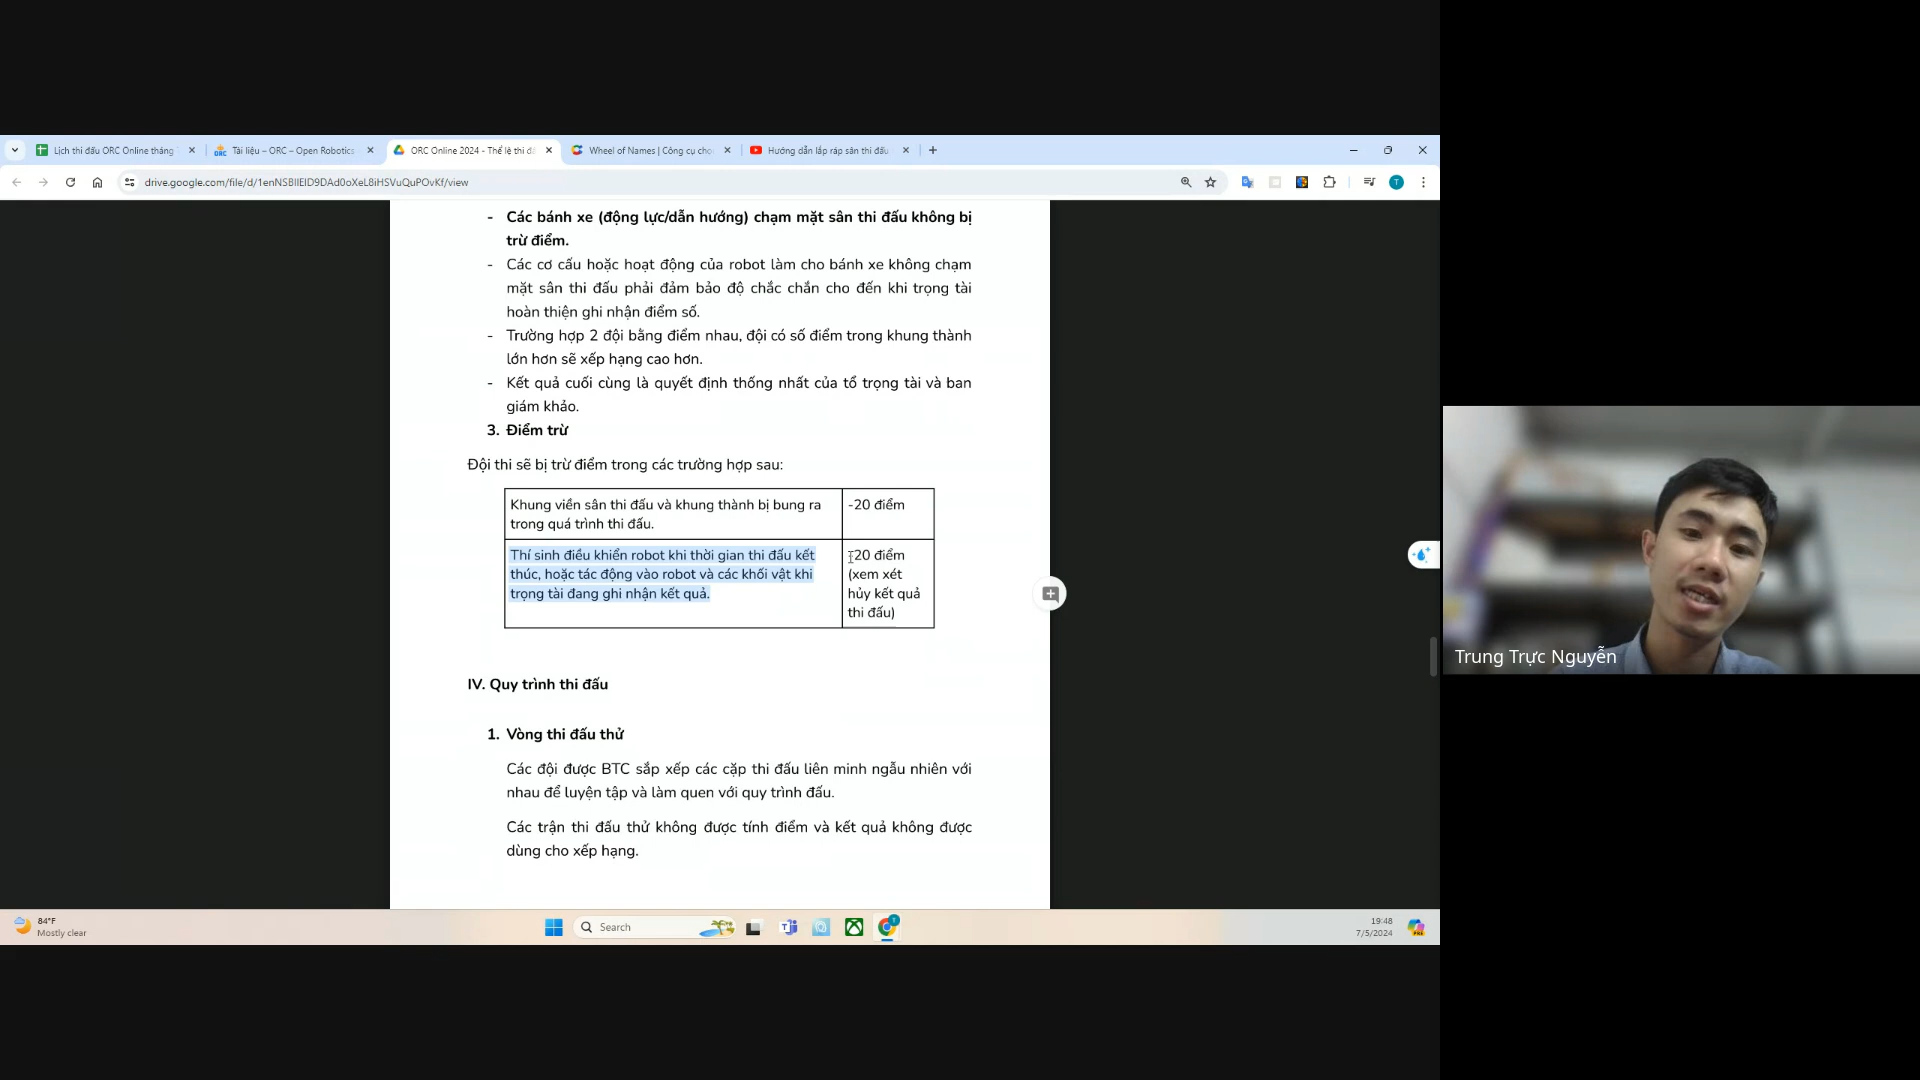 Lịch thi đấu ORC Online tháng
Tài liệu – ORC – Open Robotics
ORC Online 2024 - Thể lệ thi đấ
Wheel of Names | Công cụ cho
Hướng dẫn lắp ráp sân thi đấu
drive.google.com/file/d/
- Các bánh xe (động lực/dẫn hướng) chạm mặt sân thi đấu không bị
trừ điểm.
- Các cơ cấu hoặc hoạt động của robot làm cho bánh xe không chạm
mặt sân thi đấu phải đảm bảo độ chắc chắn cho đến khi trọng tài
hoàn thiện ghi nhận điểm số.
- Trường hợp 2 đội bằng điểm nhau, đội có số điểm trong khung thành
lớn hơn sẽ xếp hạng cao hơn.
- Kết quả cuối cùng là quyết định thống nhất của tổ trọng tài và ban
giám khảo.
3. Điểm trừ
Đội thi sẽ bị trừ điểm trong các trường hợp sau:
Khung viền sân thi đấu và khung thành bị bung ra
trong quá trình thi đấu.
-20 điểm
Thí sinh điều khiển robot khi thời gian thi đấu kết
thúc, hoặc tác động vào robot và các khối vật khi
trọng tài đang ghi nhận kết quả.
-20 điểm
(xem xét
hủy kết quả
thi đấu)
IV. Quy trình thi đấu
1. Vòng thi đấu thử
Các đội được BTC sắp xếp các cặp thi đấu liên minh ngẫu nhiên với
nhau để luyện tập và làm quen với quy trình đấu.
Các trận thi đấu thử không được tính điểm và kết quả không được
dùng cho xếp hạng.
Trung Trực Nguyễn
84°F
Mostly clear
Search
19:48
7/5/2024